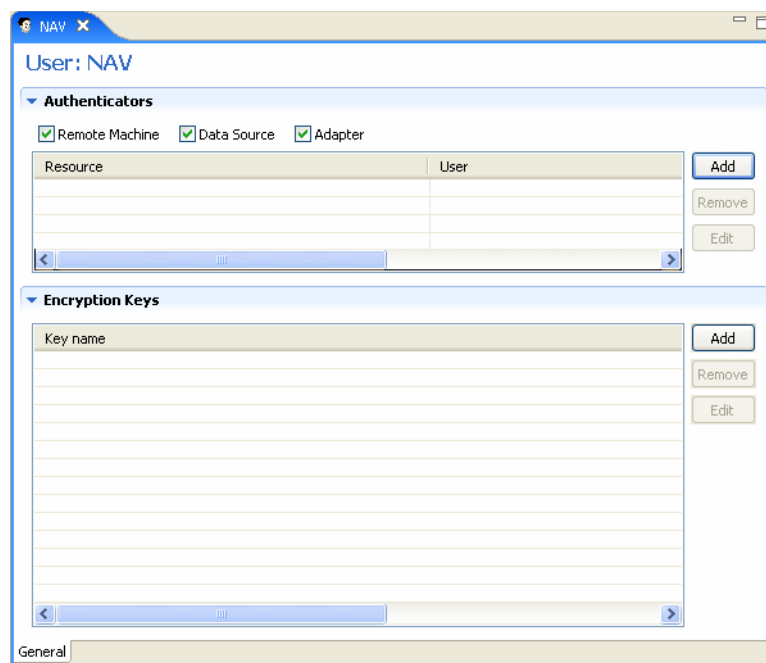 NAV
User: NAV
Authenticators
Remote Machine Data Source Adapter
Resource User Add
Remove
Edit
Encryption Keys
Key name Add
Remove
Edit
General